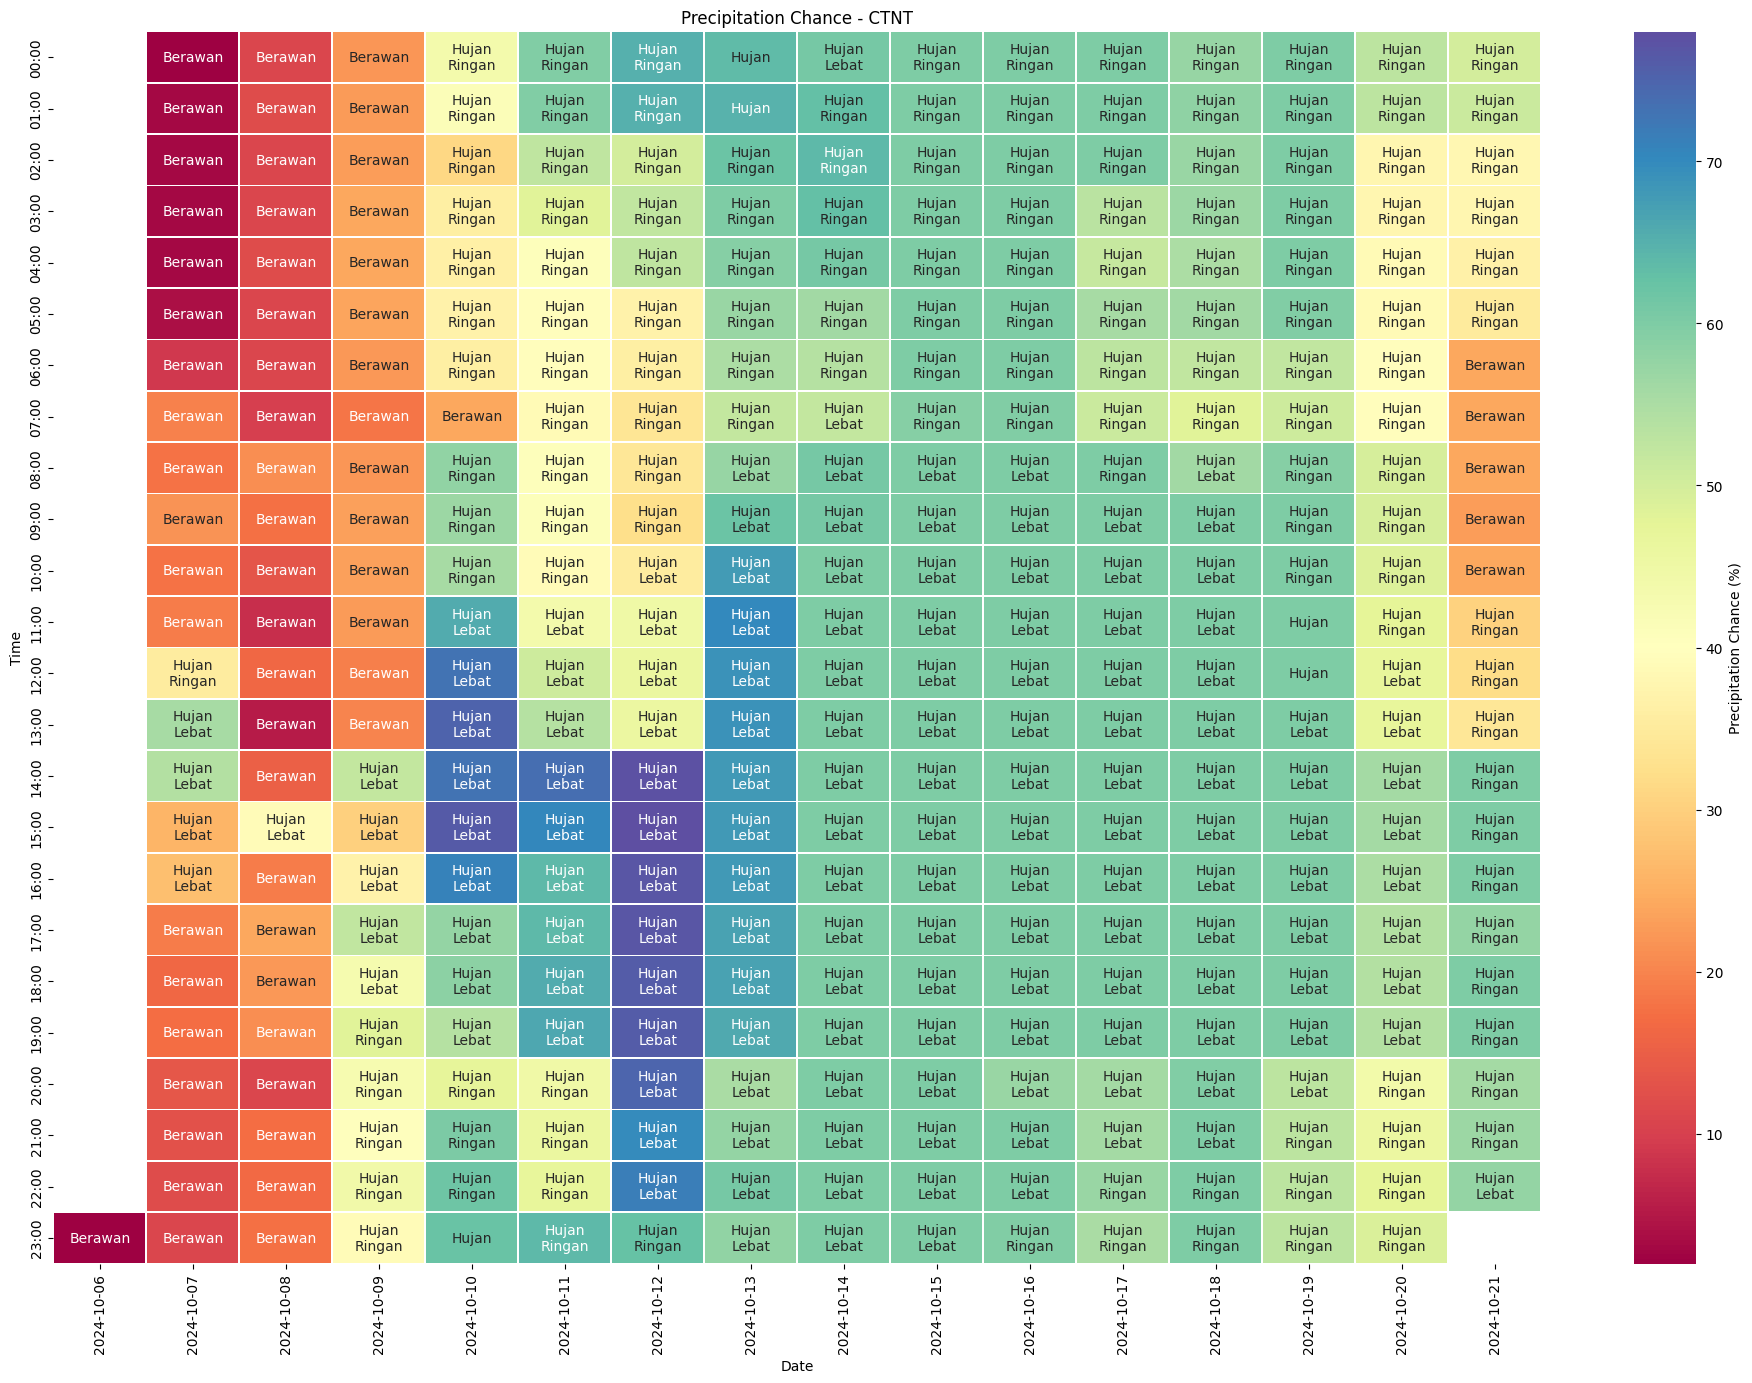 Precipitation Chance - CTNT
00:00 Berawan Berawan Berawan Hujan Ringan Hujan Ringan Hujan Ringan Hujan Hujan Lebat Hujan Ringan Hujan Ringan Hujan Ringan Hujan Ringan Hujan Ringan Hujan Ringan Hujan Ringan
01:00 Berawan Berawan Berawan Hujan Ringan Hujan Ringan Hujan Ringan Hujan Hujan Ringan Hujan Ringan Hujan Ringan Hujan Ringan Hujan Ringan Hujan Ringan Hujan Ringan Hujan Ringan
02:00 Berawan Berawan Berawan Hujan Ringan Hujan Ringan Hujan Ringan Hujan Ringan Hujan Ringan Hujan Ringan Hujan Ringan Hujan Ringan Hujan Ringan Hujan Ringan Hujan Ringan Hujan Ringan
03:00 Berawan Berawan Berawan Hujan Ringan Hujan Ringan Hujan Ringan Hujan Ringan Hujan Ringan Hujan Ringan Hujan Ringan Hujan Ringan Hujan Ringan Hujan Ringan Hujan Ringan Hujan Ringan
04:00 Berawan Berawan Berawan Hujan Ringan Hujan Ringan Hujan Ringan Hujan Ringan Hujan Ringan Hujan Ringan Hujan Ringan Hujan Ringan Hujan Ringan Hujan Ringan Hujan Ringan Hujan Ringan
05:00 Berawan Berawan Berawan Hujan Ringan Hujan Ringan Hujan Ringan Hujan Ringan Hujan Ringan Hujan Ringan Hujan Ringan Hujan Ringan Hujan Ringan Hujan Ringan Hujan Ringan Hujan Ringan
06:00 Berawan Berawan Berawan Hujan Ringan Hujan Ringan Hujan Ringan Hujan Ringan Hujan Ringan Hujan Ringan Hujan Ringan Hujan Ringan Hujan Ringan Hujan Ringan Hujan Ringan Berawan
07:00 Berawan Berawan Berawan Berawan Hujan Ringan Hujan Ringan Hujan Ringan Hujan Lebat Hujan Ringan Hujan Ringan Hujan Ringan Hujan Ringan Hujan Ringan Hujan Ringan Berawan
08:00 Berawan Berawan Berawan Hujan Ringan Hujan Ringan Hujan Ringan Hujan Lebat Hujan Lebat Hujan Lebat Hujan Lebat Hujan Ringan Hujan Lebat Hujan Ringan Hujan Ringan Berawan
09:00 Berawan Berawan Berawan Hujan Ringan Hujan Ringan Hujan Ringan Hujan Lebat Hujan Lebat Hujan Lebat Hujan Lebat Hujan Lebat Hujan Lebat Hujan Ringan Hujan Ringan Berawan
10:00 Berawan Berawan Berawan Hujan Ringan Hujan Ringan Hujan Lebat Hujan Lebat Hujan Lebat Hujan Lebat Hujan Lebat Hujan Lebat Hujan Lebat Hujan Ringan Hujan Ringan Berawan
11:00 Berawan Berawan Berawan Hujan Lebat Hujan Lebat Hujan Lebat Hujan Lebat Hujan Lebat Hujan Lebat Hujan Lebat Hujan Lebat Hujan Lebat Hujan Hujan Ringan Hujan Ringan
12:00 Hujan Ringan Berawan Berawan Hujan Lebat Hujan Lebat Hujan Lebat Hujan Lebat Hujan Lebat Hujan Lebat Hujan Lebat Hujan Lebat Hujan Lebat Hujan Hujan Lebat Hujan Ringan
13:00 Hujan Lebat Berawan Berawan Hujan Lebat Hujan Lebat Hujan Lebat Hujan Lebat Hujan Lebat Hujan Lebat Hujan Lebat Hujan Lebat Hujan Lebat Hujan Lebat Hujan Lebat Hujan Ringan
14:00 Hujan Lebat Berawan Hujan Lebat Hujan Lebat Hujan Lebat Hujan Lebat Hujan Lebat Hujan Lebat Hujan Lebat Hujan Lebat Hujan Lebat Hujan Lebat Hujan Lebat Hujan Lebat Hujan Ringan
15:00 Hujan Lebat Hujan Lebat Hujan Lebat Hujan Lebat Hujan Lebat Hujan Lebat Hujan Lebat Hujan Lebat Hujan Lebat Hujan Lebat Hujan Lebat Hujan Lebat Hujan Lebat Hujan Lebat Hujan Ringan
16:00 Hujan Lebat Berawan Hujan Lebat Hujan Lebat Hujan Lebat Hujan Lebat Hujan Lebat Hujan Lebat Hujan Lebat Hujan Lebat Hujan Lebat Hujan Lebat Hujan Lebat Hujan Lebat Hujan Ringan
17:00 Berawan Berawan Hujan Lebat Hujan Lebat Hujan Lebat Hujan Lebat Hujan Lebat Hujan Lebat Hujan Lebat Hujan Lebat Hujan Lebat Hujan Lebat Hujan Lebat Hujan Lebat Hujan Ringan
18:00 Berawan Berawan Hujan Lebat Hujan Lebat Hujan Lebat Hujan Lebat Hujan Lebat Hujan Lebat Hujan Lebat Hujan Lebat Hujan Lebat Hujan Lebat Hujan Lebat Hujan Lebat Hujan Ringan
19:00 Berawan Berawan Hujan Ringan Hujan Lebat Hujan Lebat Hujan Lebat Hujan Lebat Hujan Lebat Hujan Lebat Hujan Lebat Hujan Lebat Hujan Lebat Hujan Lebat Hujan Lebat Hujan Ringan
20:00 Berawan Berawan Hujan Ringan Hujan Ringan Hujan Ringan Hujan Lebat Hujan Lebat Hujan Lebat Hujan Lebat Hujan Lebat Hujan Lebat Hujan Lebat Hujan Lebat Hujan Ringan Hujan Ringan
21:00 Berawan Berawan Hujan Ringan Hujan Ringan Hujan Ringan Hujan Lebat Hujan Lebat Hujan Lebat Hujan Lebat Hujan Lebat Hujan Lebat Hujan Lebat Hujan Ringan Hujan Ringan Hujan Ringan
22:00 Berawan Berawan Hujan Ringan Hujan Ringan Hujan Ringan Hujan Lebat Hujan Lebat Hujan Lebat Hujan Lebat Hujan Lebat Hujan Ringan Hujan Ringan Hujan Ringan Hujan Ringan Hujan Lebat
23:00 Berawan Berawan Berawan Hujan Ringan Hujan Hujan Ringan Hujan Ringan Hujan Lebat Hujan Lebat Hujan Lebat Hujan Ringan Hujan Ringan Hujan Ringan Hujan Ringan Hujan Ringan
Time
2024-10-06 2024-10-07 2024-10-08 2024-10-09 2024-10-10 2024-10-11 2024-10-12 2024-10-13 2024-10-14 2024-10-15 2024-10-16 2024-10-17 2024-10-18 2024-10-19 2024-10-20 2024-10-21
Date
70
60
50
40
30
20
10
Precipitation Chance (%)